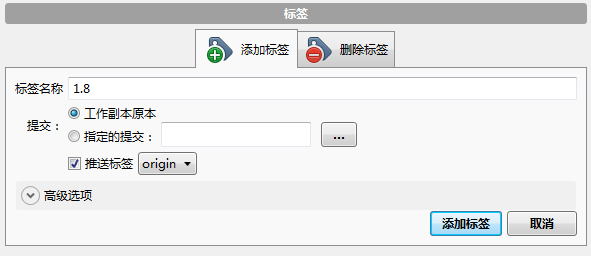 标签
添加标签 删除标签
标签名称 1.8
提交： 工作副本原本
指定的提交： ...
推送标签 origin
高级选项
添加标签 取消